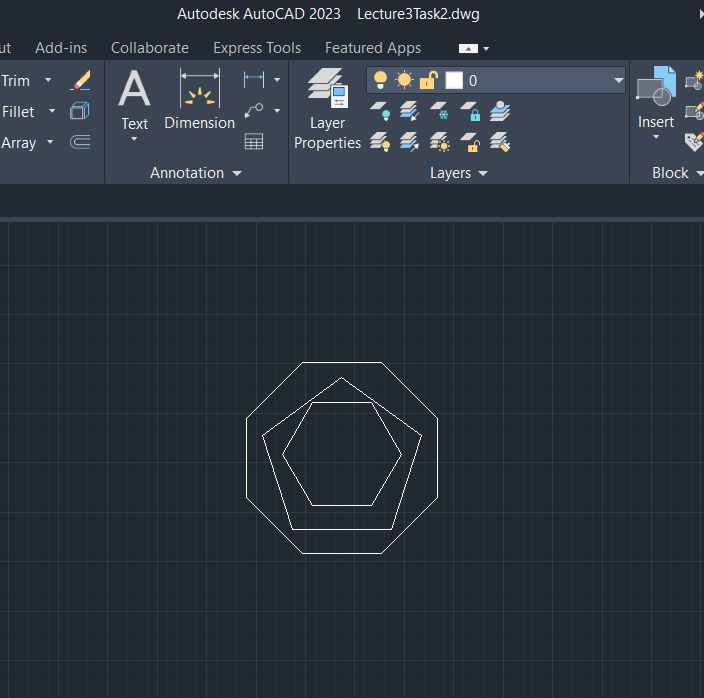 Autodesk AutoCAD 2023 Lecture3Task2.dwg
ut Add-ins Collaborate Express Tools Featured Apps
Trim
Fillet
Array
Text
Dimension
Annotation
Layer
Properties
0
Layers
Insert
Block